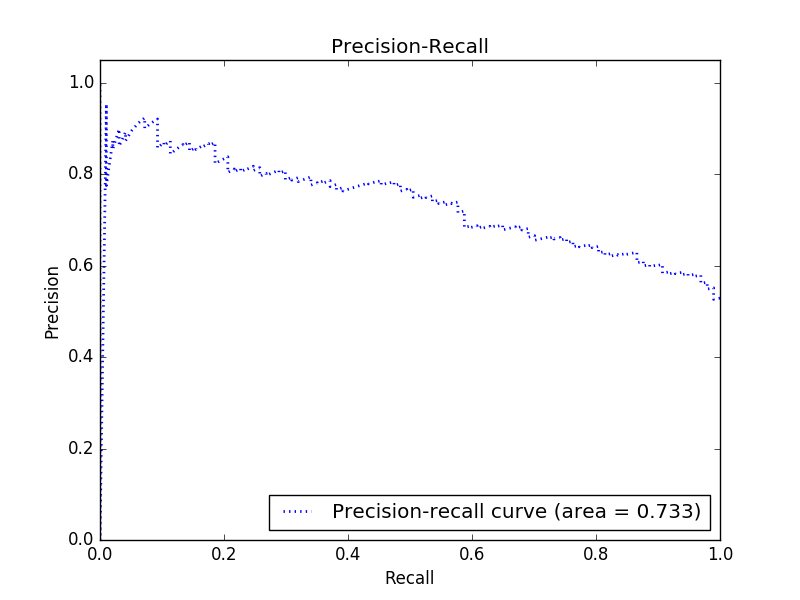 Precision-Recall
1.0
0.8
0.6
0.4
0.2
0.0
Precision
Precision-recall curve (area = 0.733)
0.0 0.2 0.4 0.6 0.8 1.0
Recall